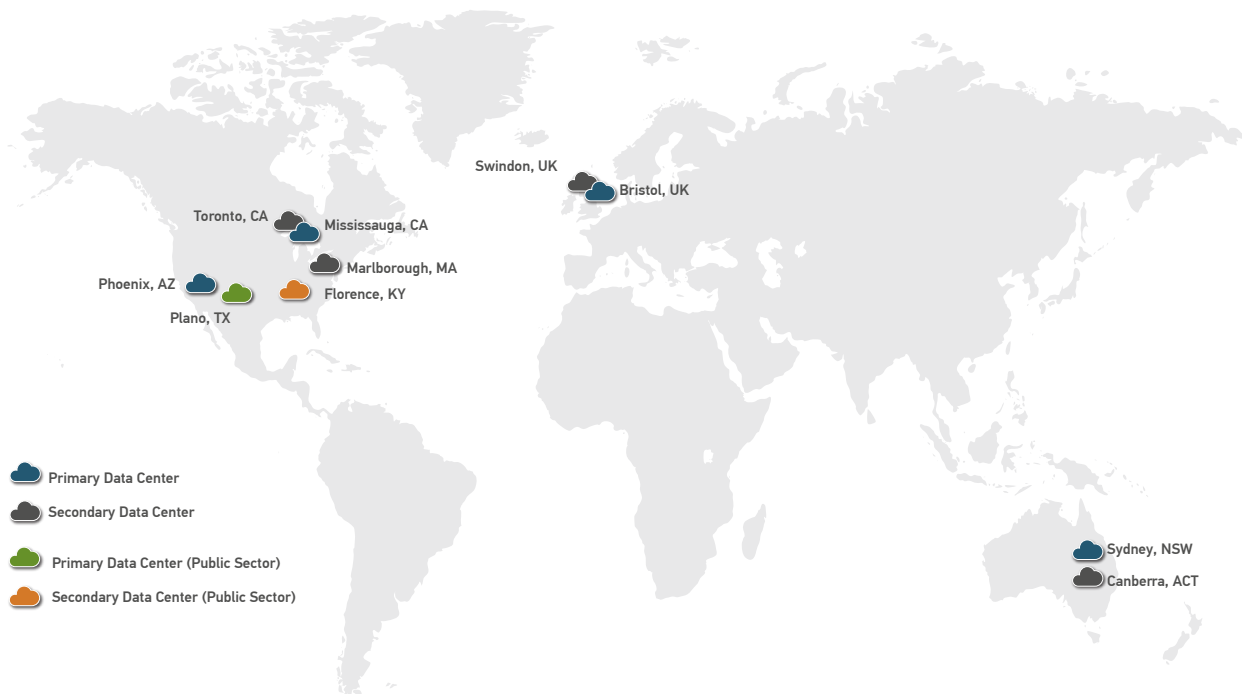 Swindon, UK
Bristol, UK
Toronto, CA
Mississauga, CA
Marlborough, MA
Phoenix, AZ
Florence, KY
Plano, TX
Primary Data Center
Secondary Data Center
Primary Data Center (Public Sector)
Secondary Data Center (Public Sector)
Sydney, NSW
Canberra, ACT